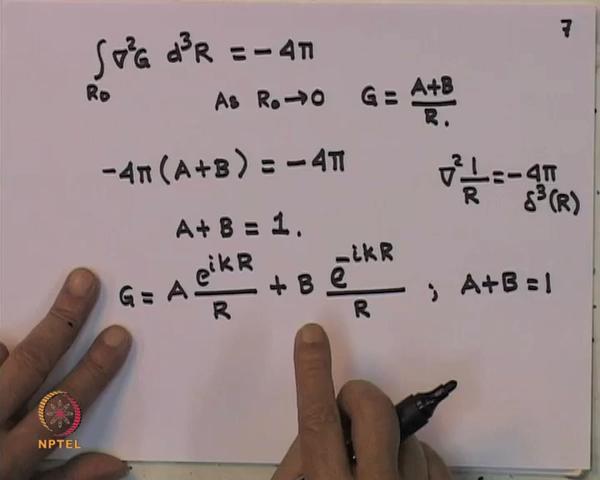 7
∫_{R₀} ∇²G d³R = -4π
As R₀→0 G = (A+B)/R.
-4π(A+B) = -4π
∇² 1/R = -4π δ³(R)
A+B = 1.
G = A e^{ikR}/R + B e^{-ikR}/R ; A+B=1
NPTEL